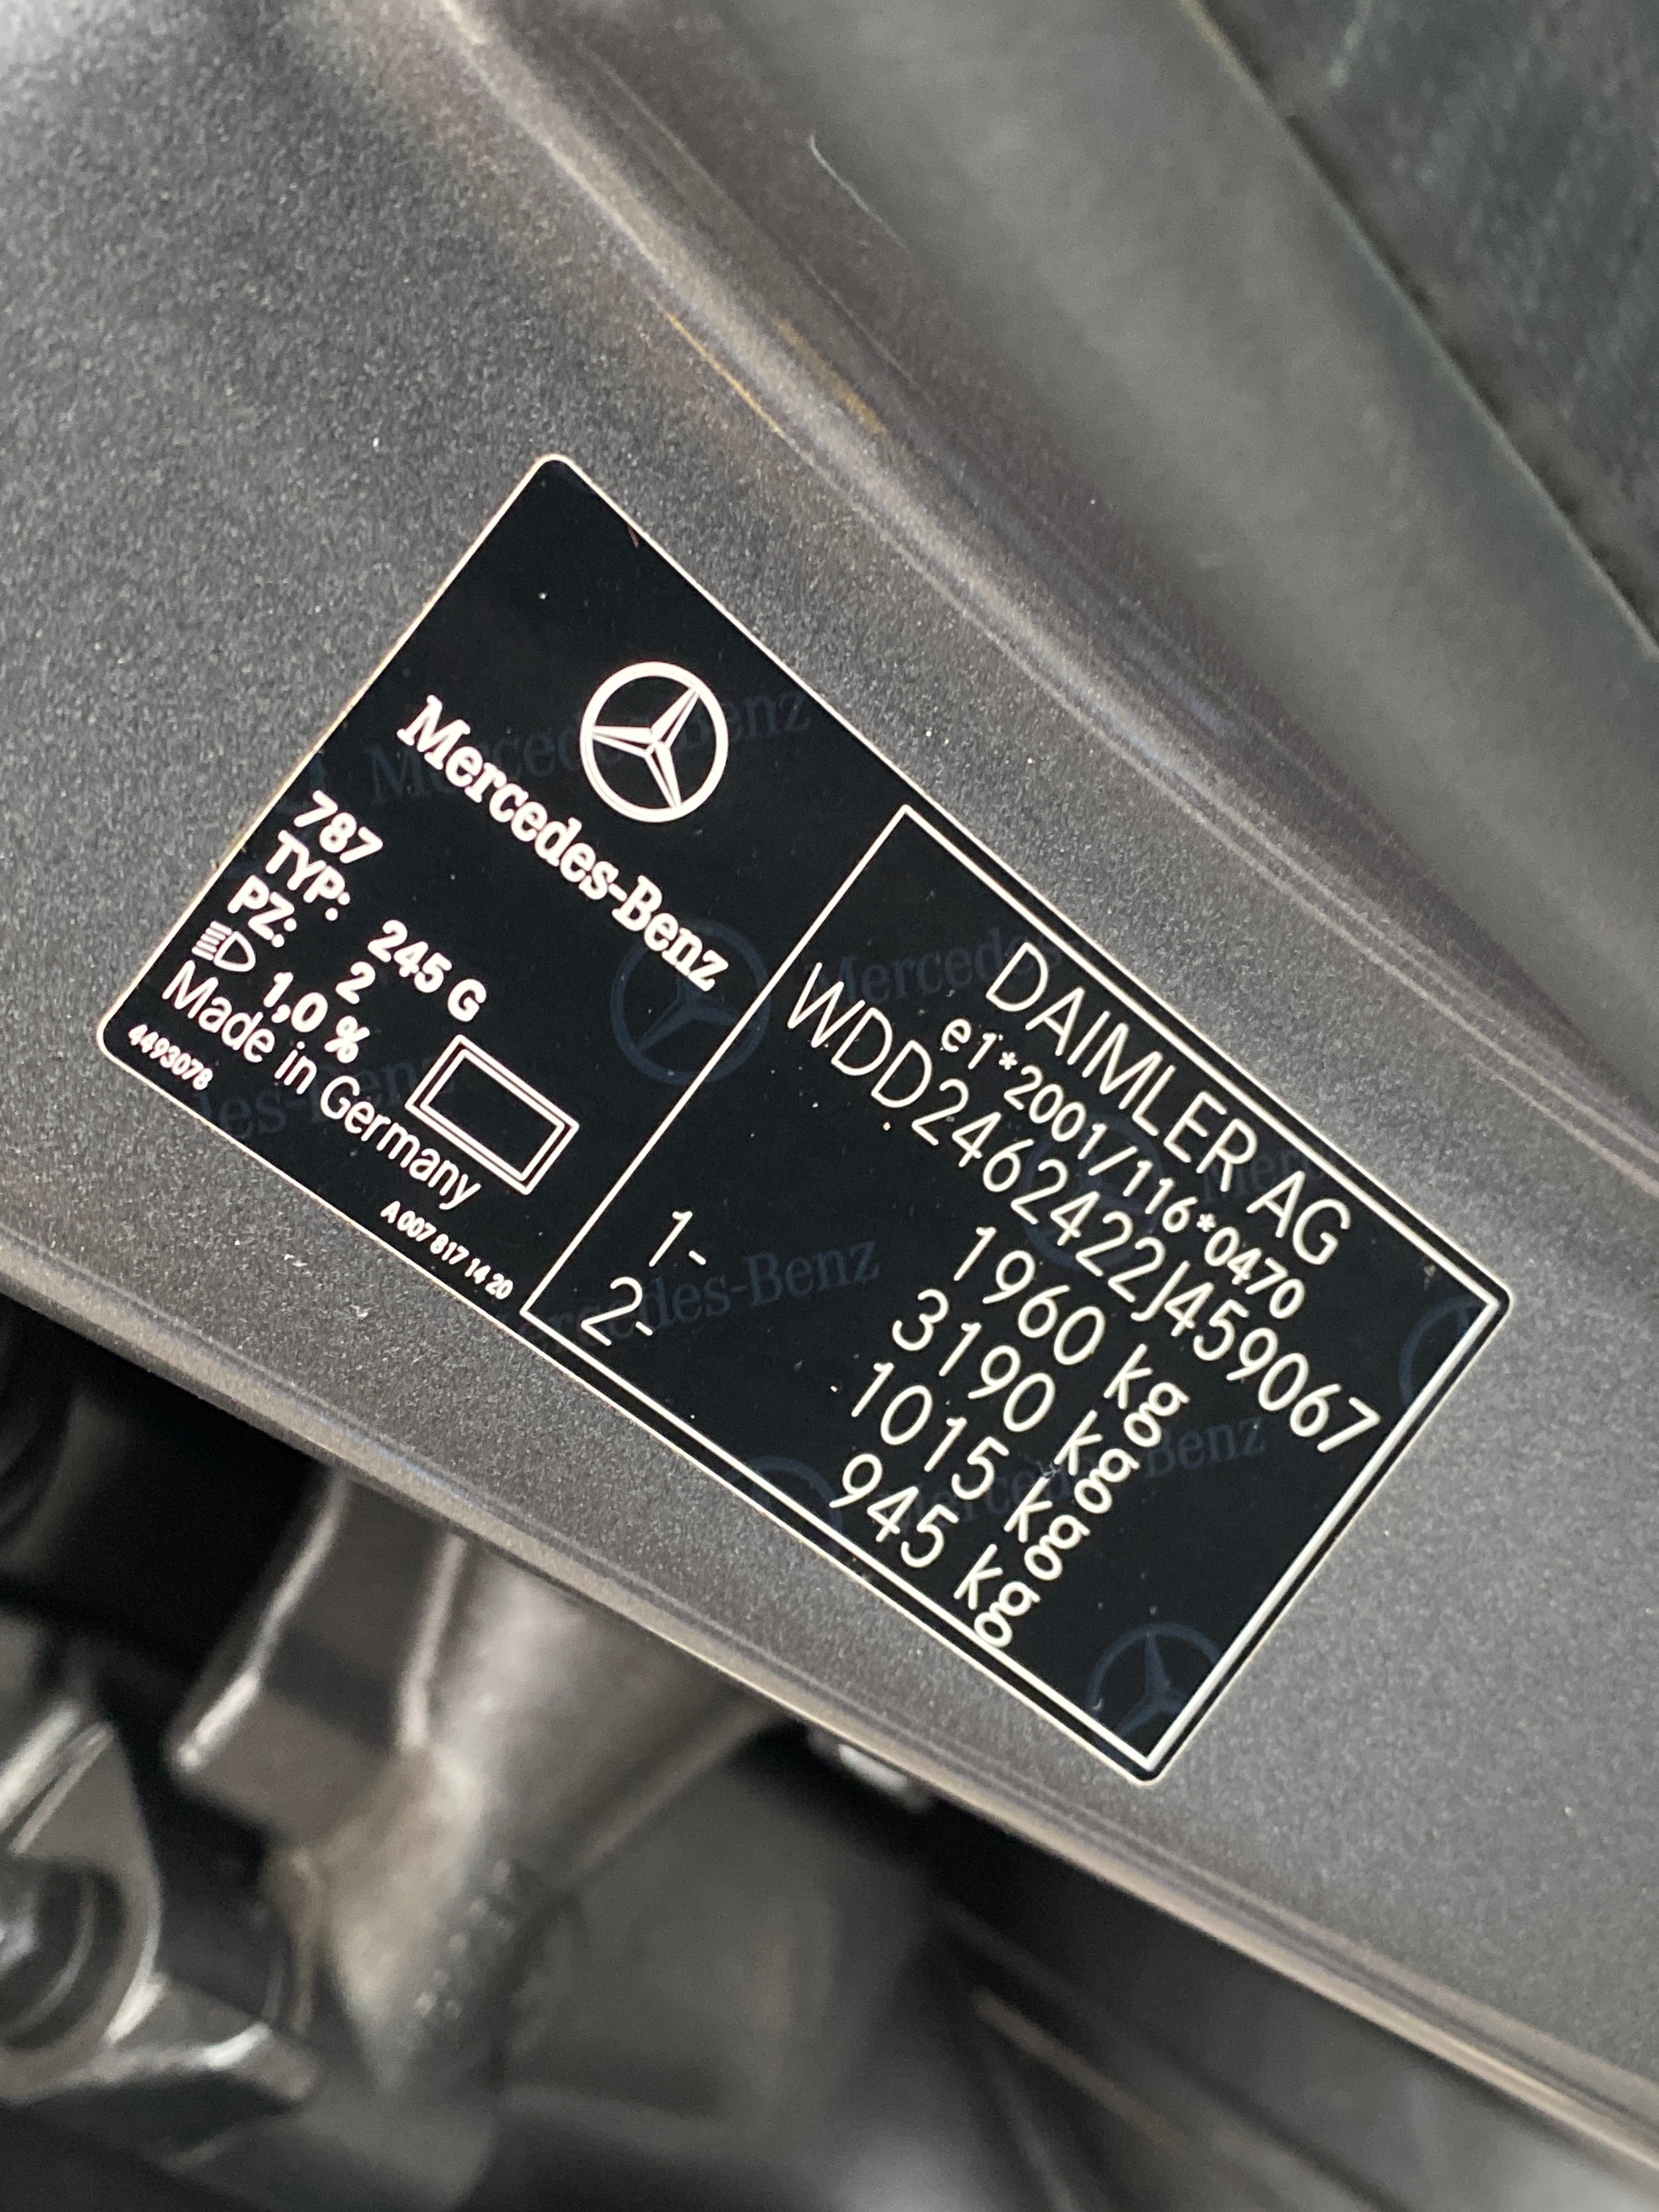 Mercedes-Benz
787
TYP: 245 G
PZ: 2
1,0 %
Made in Germany
4493078
A 007 817 14 20
DAIMLER AG
e1*2001/116*0470
WDD2462422J459067
1960 kg
3190 kg
1- 1015 kg
2- 945 kg